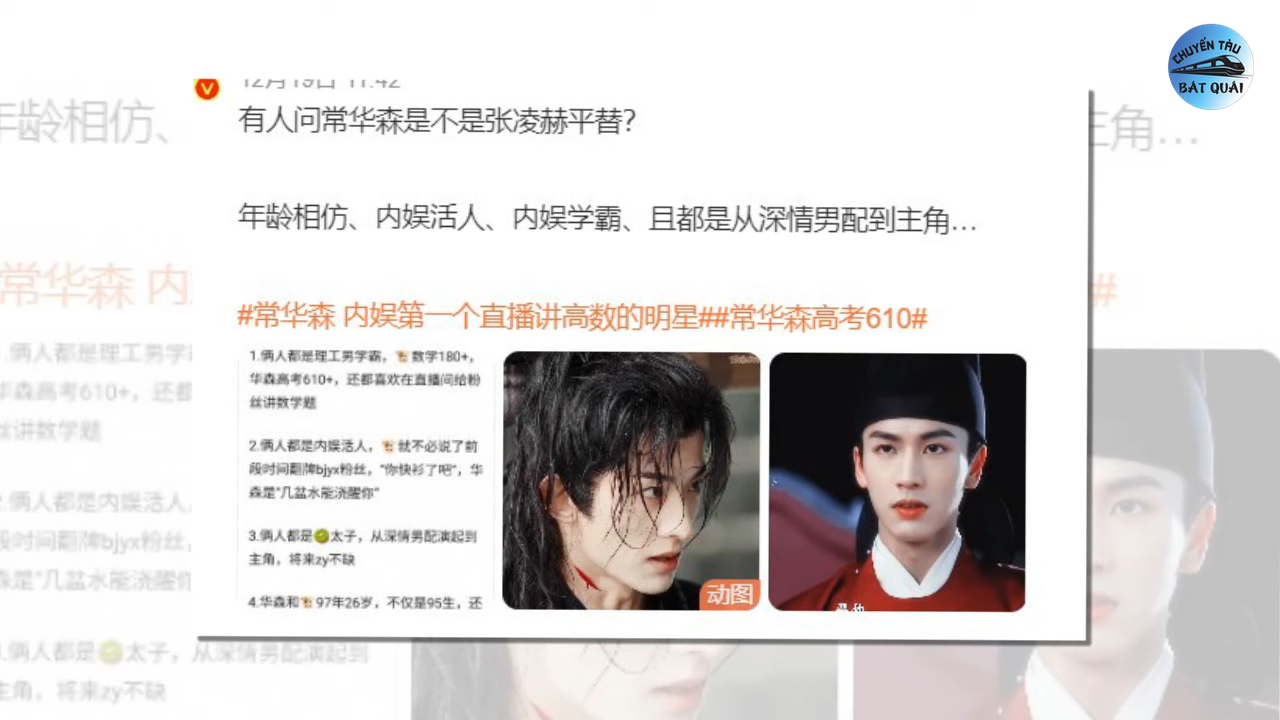 CHUYẾN TÀU
BÁT QUÁI
12月19日 11:42
有人问常华森是不是张凌赫平替?
年龄相仿、内娱活人、内娱学霸、且都是从深情男配到主角...
#常华森 内娱第一个直播讲高数的明星##常华森高考610#
1.俩人都是理工男学霸，数学180+，
华森高考610+，还都喜欢在直播间给粉
丝讲数学题
2.俩人都是内娱活人，就不必说了前
段时间翻牌bjyx粉丝，“你快衫了吧”，华
森是“几盆水能浇醒你”
3.俩人都是太子，从深情男配演起到
主角，将来zy不缺
4.华森和97年26岁，不仅是95生，还
动图